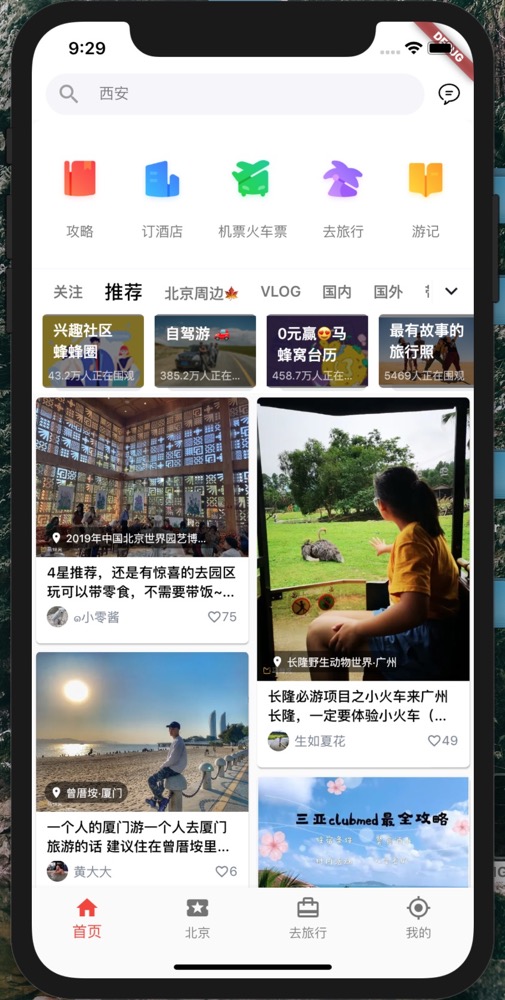 9:29
DEBUG
西安
攻略
订酒店
机票火车票
去旅行
游记
关注
推荐
北京周边🍁
VLOG
国内
国外
兴趣社区
蜂蜂圈
43.2万人正在围观
自驾游 🚗
385.2万人正在...
0元赢😍马
蜂窝台历
458.7万人正在...
最有故事的
旅行照
5469人正在围观
2019年中国北京世界园艺博...
4星推荐，还是有惊喜的去园区
玩可以带零食，不需要带饭~...
๑小零酱
75
长隆野生动物世界·广州
长隆必游项目之小火车来广州
长隆，一定要体验小火车（...
生如夏花
49
曾厝垵·厦门
一个人的厦门游一个人去厦门
旅游的话 建议住在曾厝垵里...
黄大大
6
三亚clubmed最全攻略
首页
北京
去旅行
我的